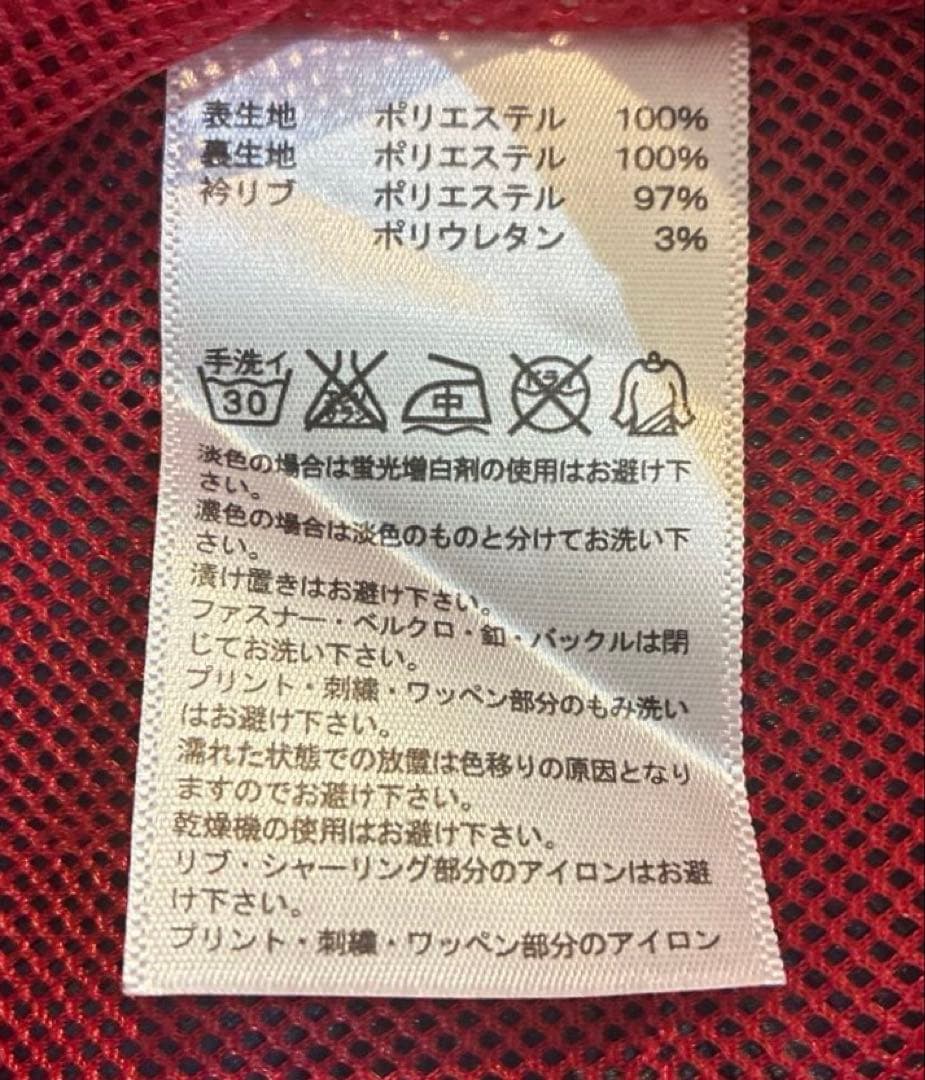 表生地 ポリエステル 100%
裏生地 ポリエステル 100%
衿リブ ポリエステル 97%
ポリウレタン 3%
手洗イ
30
エンソ
サラシ
中
ドライ
淡色の場合は蛍光増白剤の使用はお避け下
さい。
濃色の場合は淡色のものと分けてお洗い下
さい。
漬け置きはお避け下さい。
ファスナー・ベルクロ・釦・バックルは閉
じてお洗い下さい。
プリント・刺繍・ワッペン部分のもみ洗い
はお避け下さい。
濡れた状態での放置は色移りの原因となり
ますのでお避け下さい。
乾燥機の使用はお避け下さい。
リブ・シャーリング部分のアイロンはお避
け下さい。
プリント・刺繍・ワッペン部分のアイロン